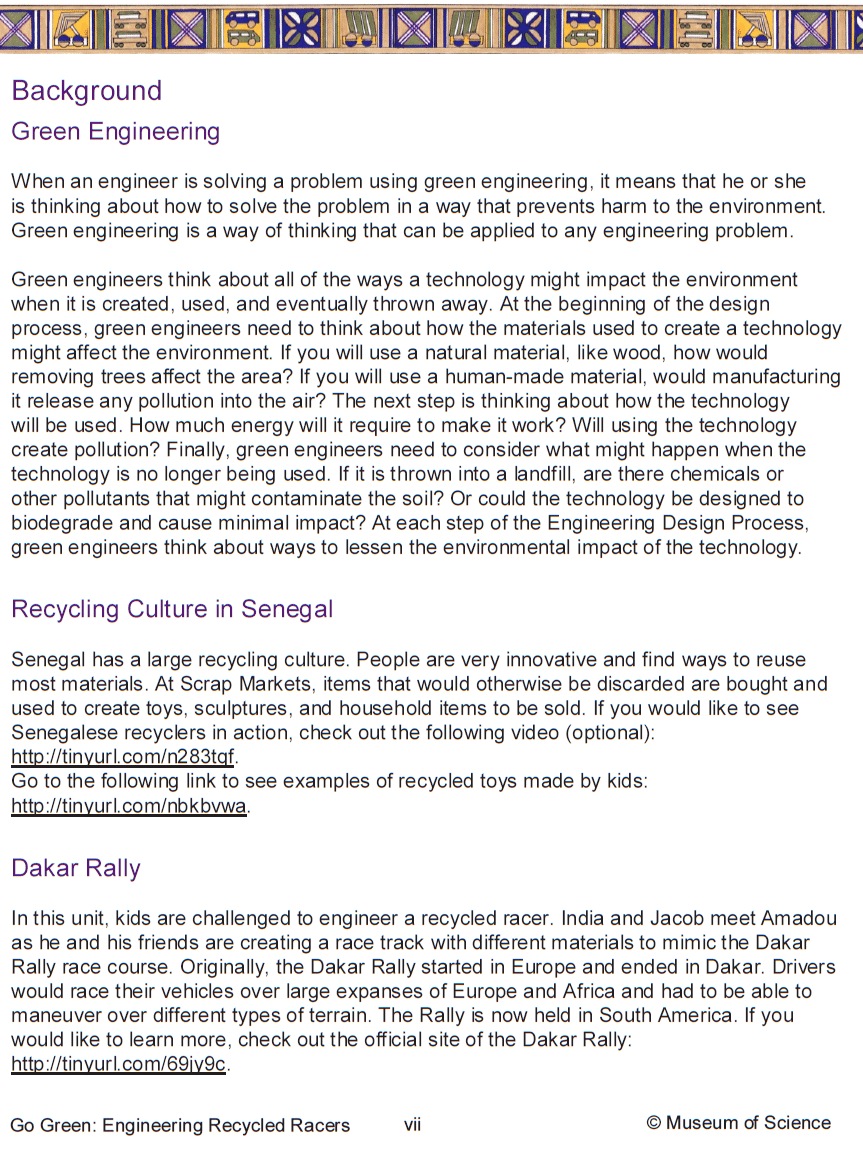 Background
Green Engineering
When an engineer is solving a problem using green engineering, it means that he or she
is thinking about how to solve the problem in a way that prevents harm to the environment.
Green engineering is a way of thinking that can be applied to any engineering problem.
Green engineers think about all of the ways a technology might impact the environment
when it is created, used, and eventually thrown away. At the beginning of the design
process, green engineers need to think about how the materials used to create a technology
might affect the environment. If you will use a natural material, like wood, how would
removing trees affect the area? If you will use a human-made material, would manufacturing
it release any pollution into the air? The next step is thinking about how the technology
will be used. How much energy will it require to make it work? Will using the technology
create pollution? Finally, green engineers need to consider what might happen when the
technology is no longer being used. If it is thrown into a landfill, are there chemicals or
other pollutants that might contaminate the soil? Or could the technology be designed to
biodegrade and cause minimal impact? At each step of the Engineering Design Process,
green engineers think about ways to lessen the environmental impact of the technology.
Recycling Culture in Senegal
Senegal has a large recycling culture. People are very innovative and find ways to reuse
most materials. At Scrap Markets, items that would otherwise be discarded are bought and
used to create toys, sculptures, and household items to be sold. If you would like to see
Senegalese recyclers in action, check out the following video (optional):
http://tinyurl.com/n283tqf.
Go to the following link to see examples of recycled toys made by kids:
http://tinyurl.com/nbkbvwa.
Dakar Rally
In this unit, kids are challenged to engineer a recycled racer. India and Jacob meet Amadou
as he and his friends are creating a race track with different materials to mimic the Dakar
Rally race course. Originally, the Dakar Rally started in Europe and ended in Dakar. Drivers
would race their vehicles over large expanses of Europe and Africa and had to be able to
maneuver over different types of terrain. The Rally is now held in South America. If you
would like to learn more, check out the official site of the Dakar Rally:
http://tinyurl.com/69jy9c.
Go Green: Engineering Recycled Racers vii © Museum of Science